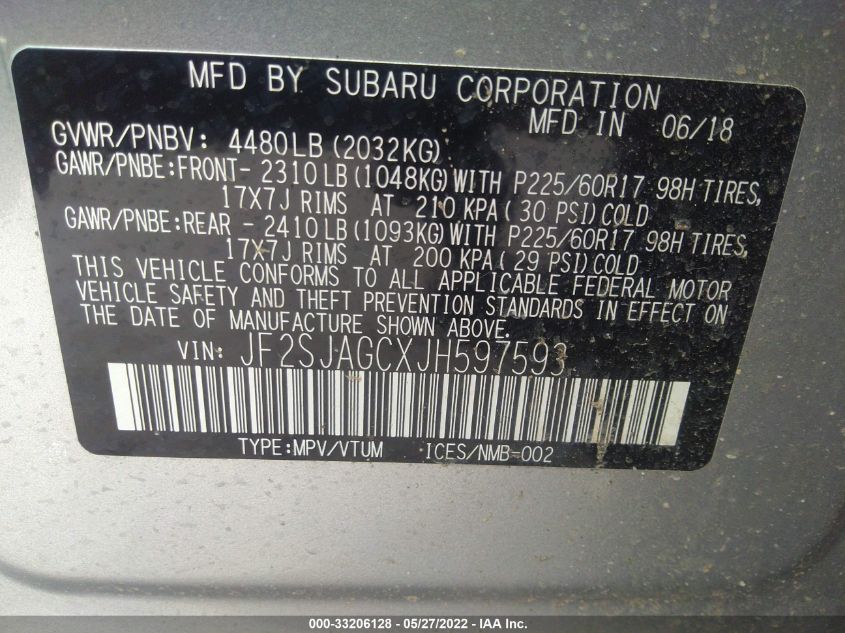 MFD BY SUBARU CORPORATION
MFD IN 06/18
GVWR/PNBV: 4480LB(2032KG)
GAWR/PNBE:FRONT- 2310LB(1048KG)WITH P225/60R17 98H TIRES,
17X7J RIMS AT 210 KPA(30 PSI)COLD
GAWR/PNBE:REAR - 2410LB(1093KG)WITH P225/60R17 98H TIRES,
17X7J RIMS AT 200 KPA(29 PSI)COLD
THIS VEHICLE CONFORMS TO ALL APPLICABLE FEDERAL MOTOR
VEHICLE SAFETY AND THEFT PREVENTION STANDARDS IN EFFECT ON
THE DATE OF MANUFACTURE SHOWN ABOVE.
VIN: JF2SJAGCXJH597593
TYPE:MPV/VTUM ICES/NMB-002
000-33206128 - 05/27/2022 - IAA Inc.